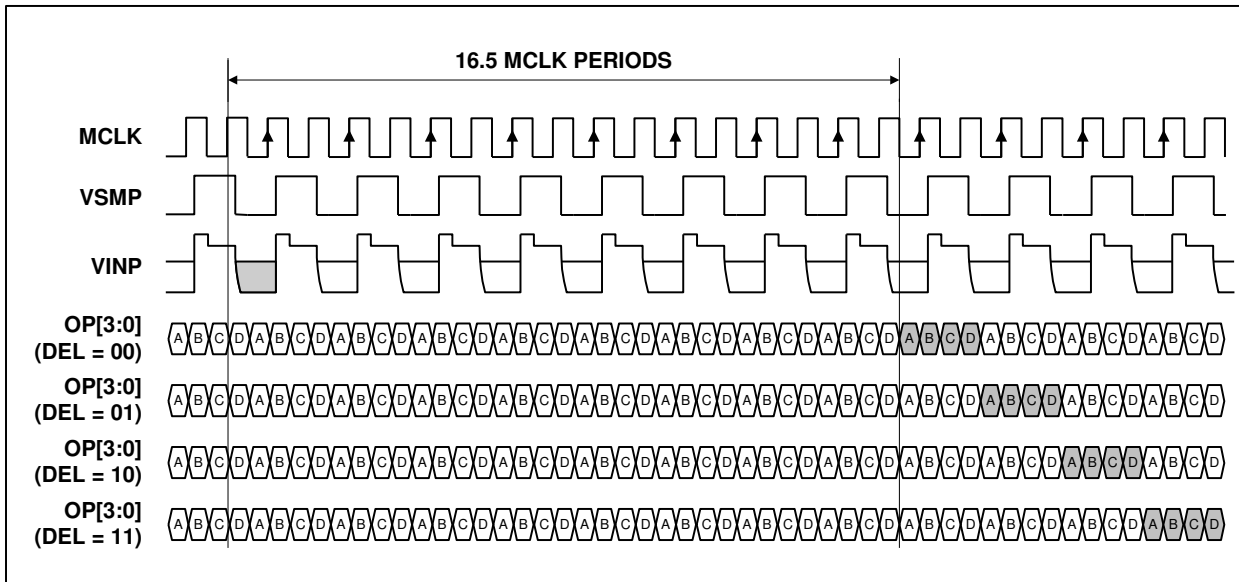 16.5 MCLK PERIODS
MCLK
VSMP
VINP
OP[3:0]
(DEL = 00)
A B C D A B C D A B C D A B C D A B C D A B C D A B C D A B C D A B C D A B C D A B C D A B C D A B C D
OP[3:0]
(DEL = 01)
A B C D A B C D A B C D A B C D A B C D A B C D A B C D A B C D A B C D A B C D A B C D A B C D A B C D
OP[3:0]
(DEL = 10)
A B C D A B C D A B C D A B C D A B C D A B C D A B C D A B C D A B C D A B C D A B C D A B C D A B C D
OP[3:0]
(DEL = 11)
A B C D A B C D A B C D A B C D A B C D A B C D A B C D A B C D A B C D A B C D A B C D A B C D A B C D